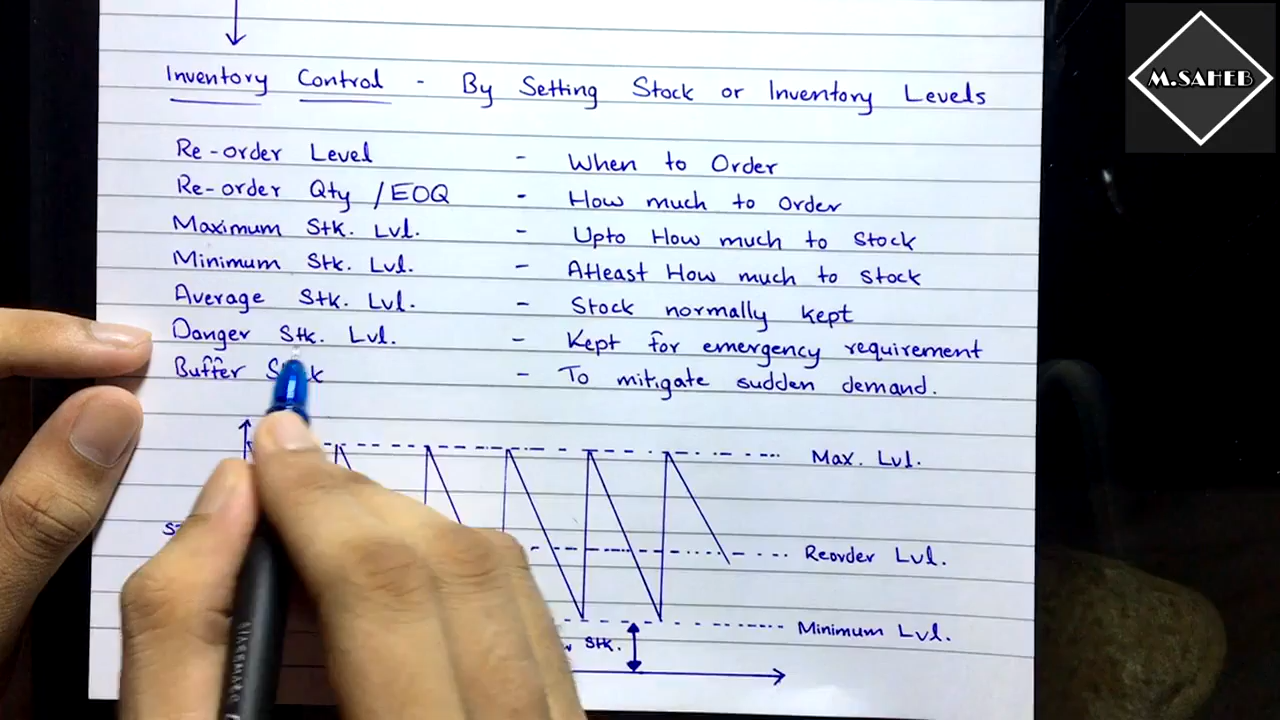 M.SAHEB
Inventory Control - By Setting Stock or Inventory Levels
Re-order Level - When to Order
Re-order Qty /EOQ - How much to order
Maximum Stk. Lvl. - Upto How much to stock
Minimum Stk. Lvl. - Atleast How much to stock
Average Stk. Lvl. - Stock normally kept
Danger Stk. Lvl. - Kept for emergency requirement
Buffer - To mitigate sudden demand.
Max. Lvl.
Reorder Lvl.
Minimum Lvl.
Stk.